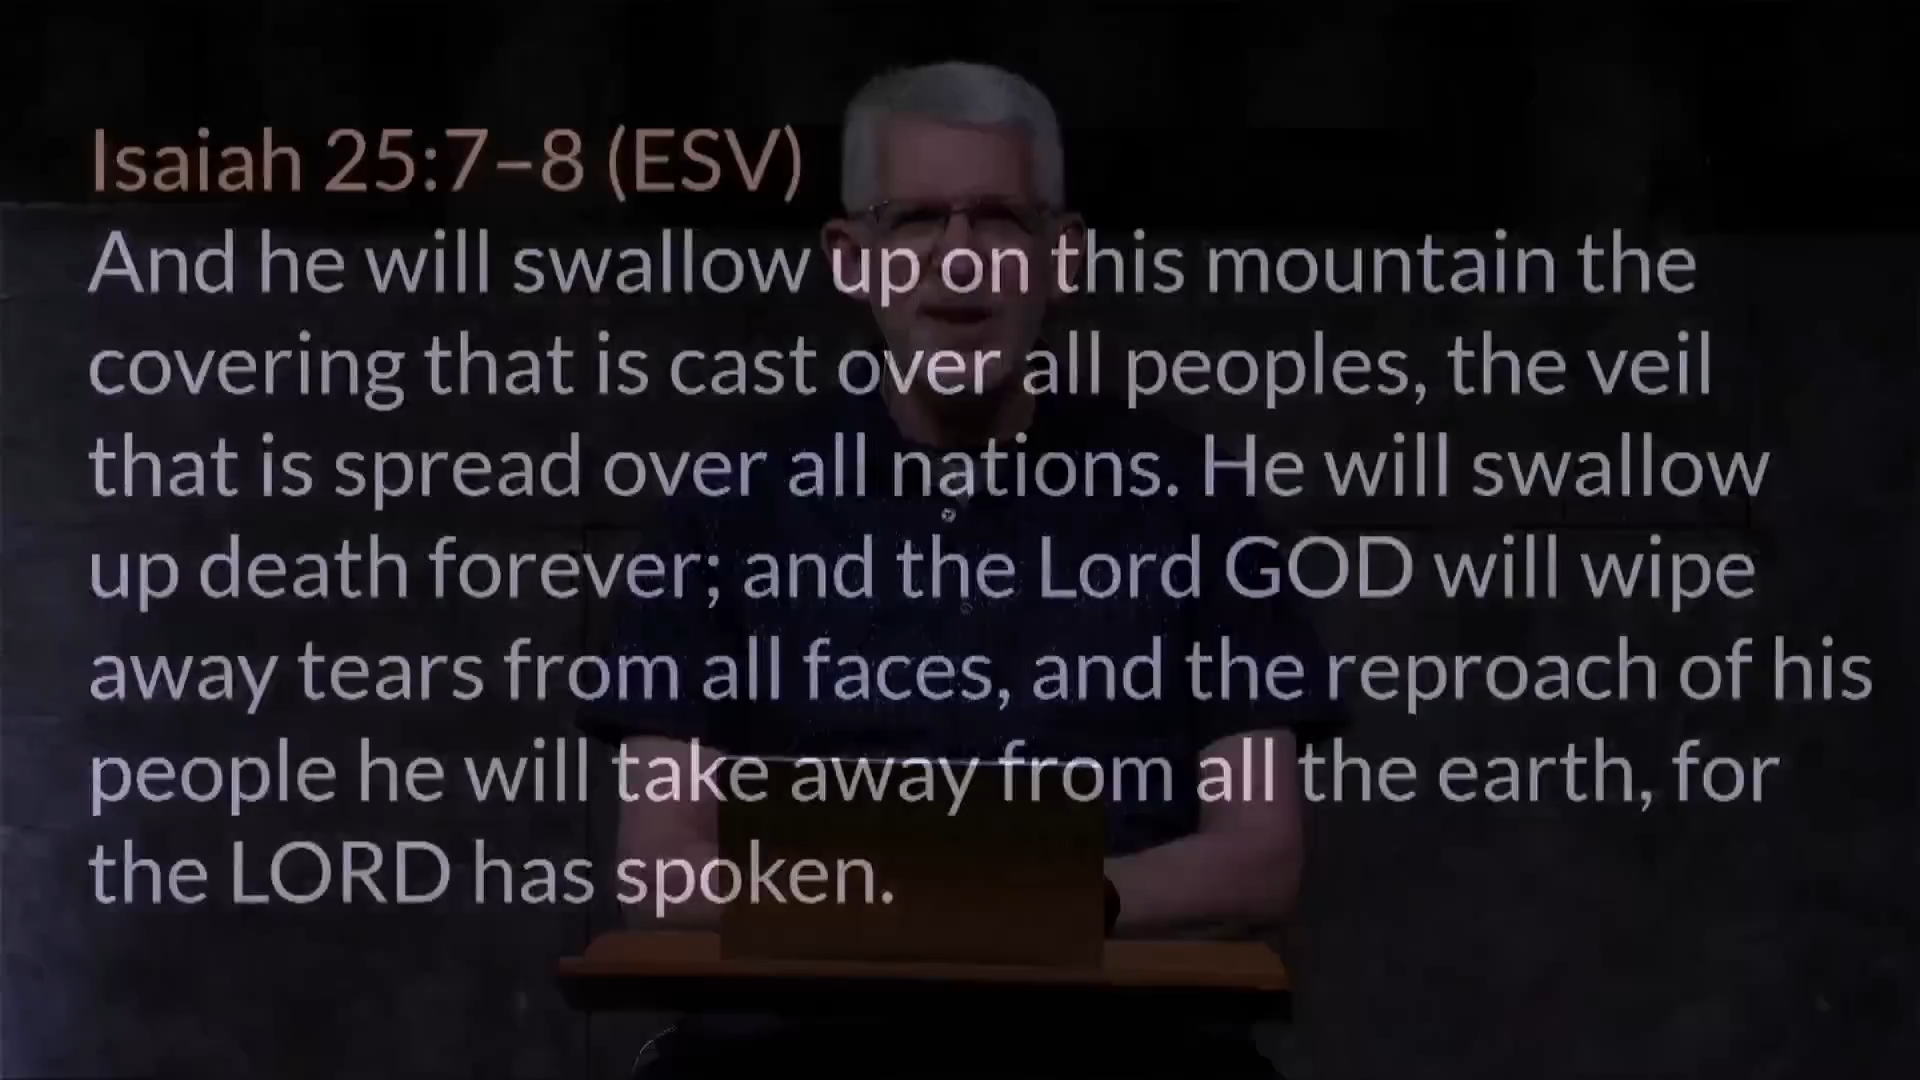 Isaiah 25:7–8 (ESV)
And he will swallow up on this mountain the
covering that is cast over all peoples, the veil
that is spread over all nations. He will swallow
up death forever; and the Lord GOD will wipe
away tears from all faces, and the reproach of his
people he will take away from all the earth, for
the LORD has spoken.